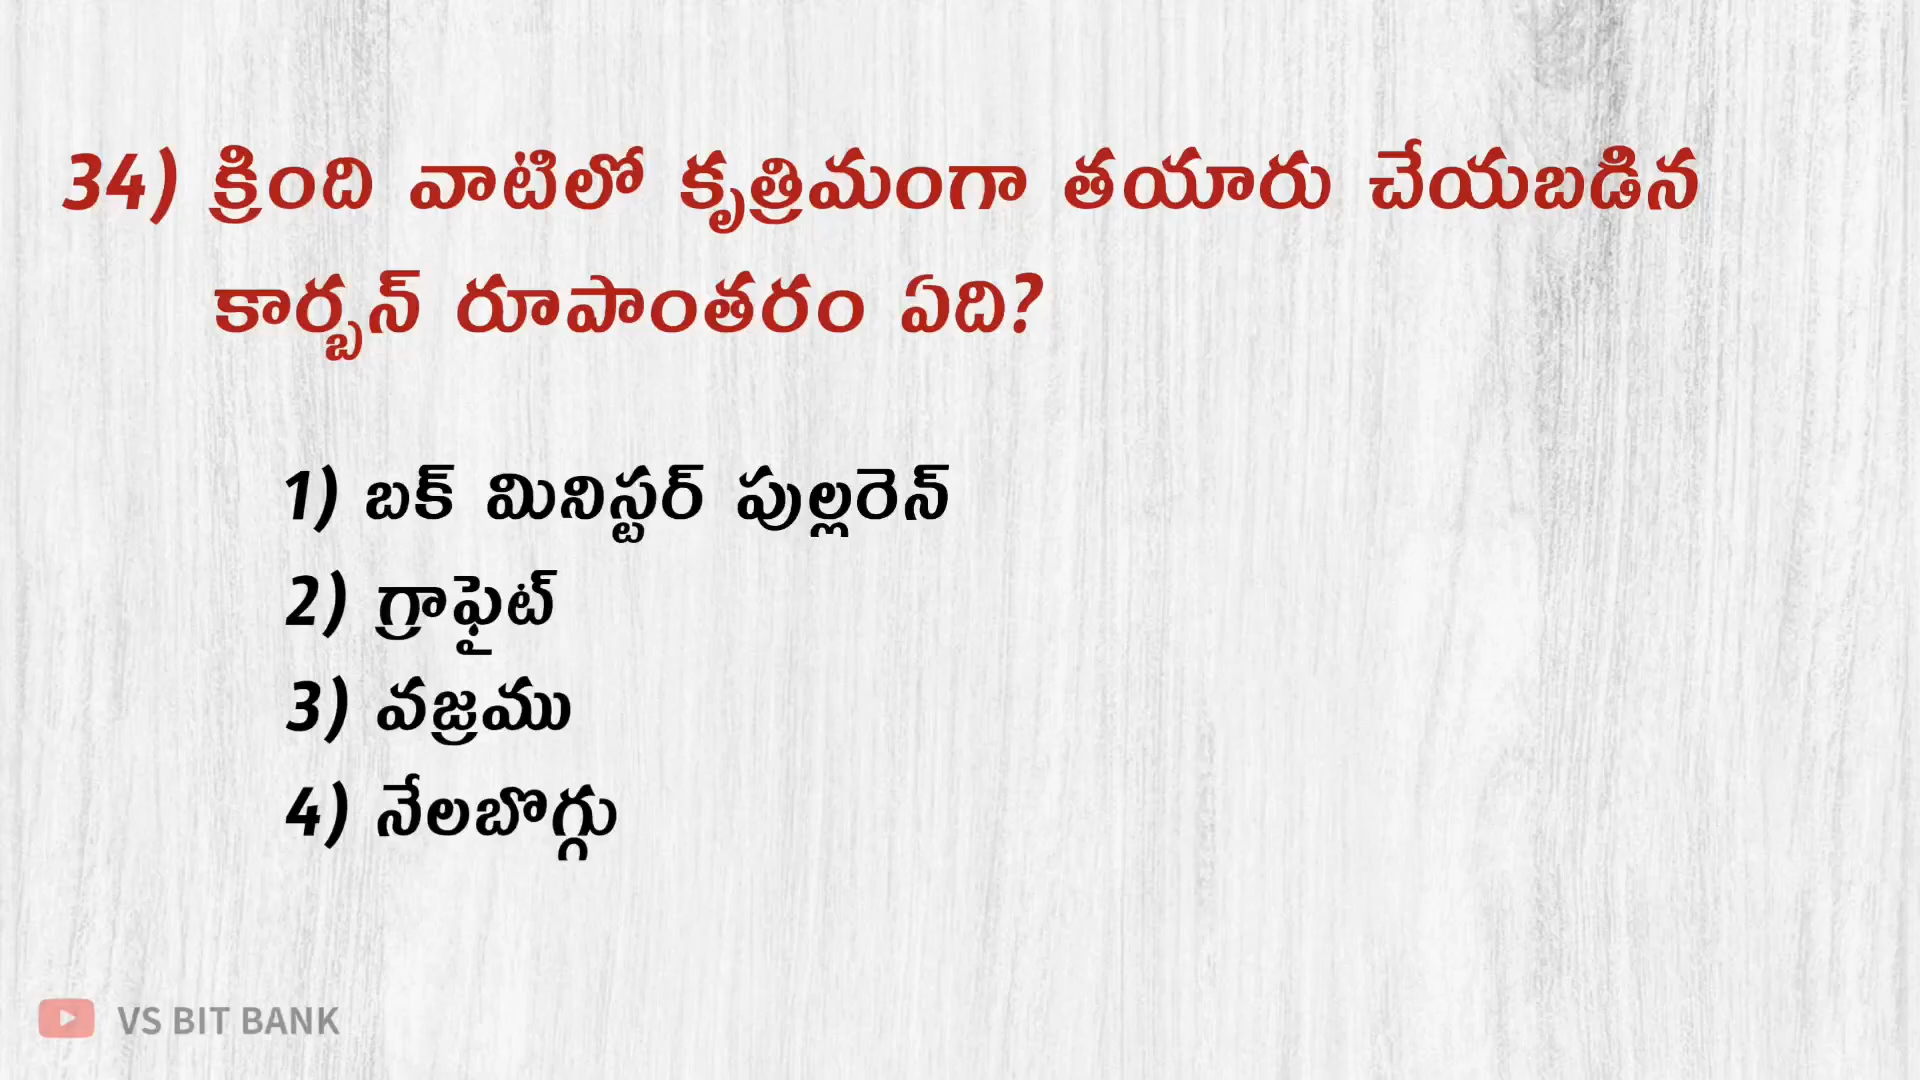 34) క్రింది వాటిలో కృత్రిమంగా తయారు చేయబడిన
కార్బన్ రూపాంతరం ఏది?
1) బక్ మినిస్టర్ పుల్లరెన్
2) గ్రాఫైట్
3) వజ్రము
4) నేలబొగ్గు
VS BIT BANK